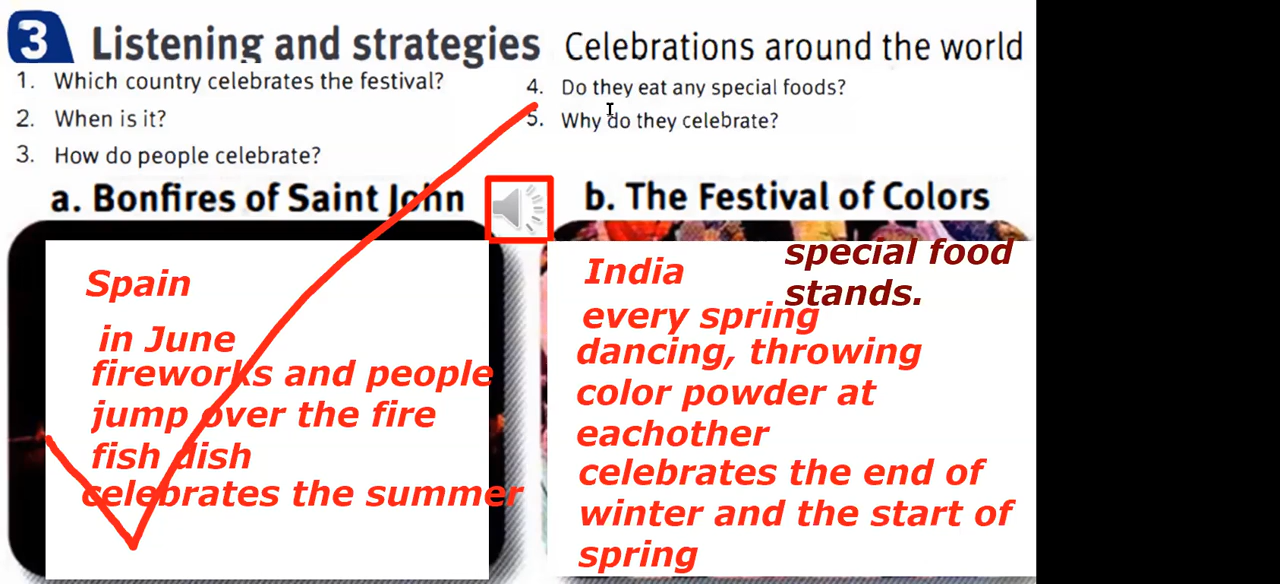 3 Listening and strategies Celebrations around the world
1. Which country celebrates the festival?
2. When is it?
3. How do people celebrate?
4. Do they eat any special foods?
5. Why do they celebrate?
a. Bonfires of Saint John
Spain
in June
fireworks and people
jump over the fire
fish dish
celebrates the summer
b. The Festival of Colors
special food
stands.
India
every spring
dancing, throwing
color powder at
eachother
celebrates the end of
winter and the start of
spring